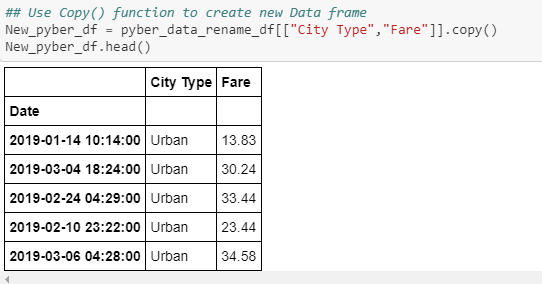 ## Use Copy() function to create new Data frame
New_pyber_df = pyber_data_rename_df[["City Type","Fare"]].copy()
New_pyber_df.head()
City Type Fare
Date
2019-01-14 10:14:00 Urban 13.83
2019-03-04 18:24:00 Urban 30.24
2019-02-24 04:29:00 Urban 33.44
2019-02-10 23:22:00 Urban 23.44
2019-03-06 04:28:00 Urban 34.58